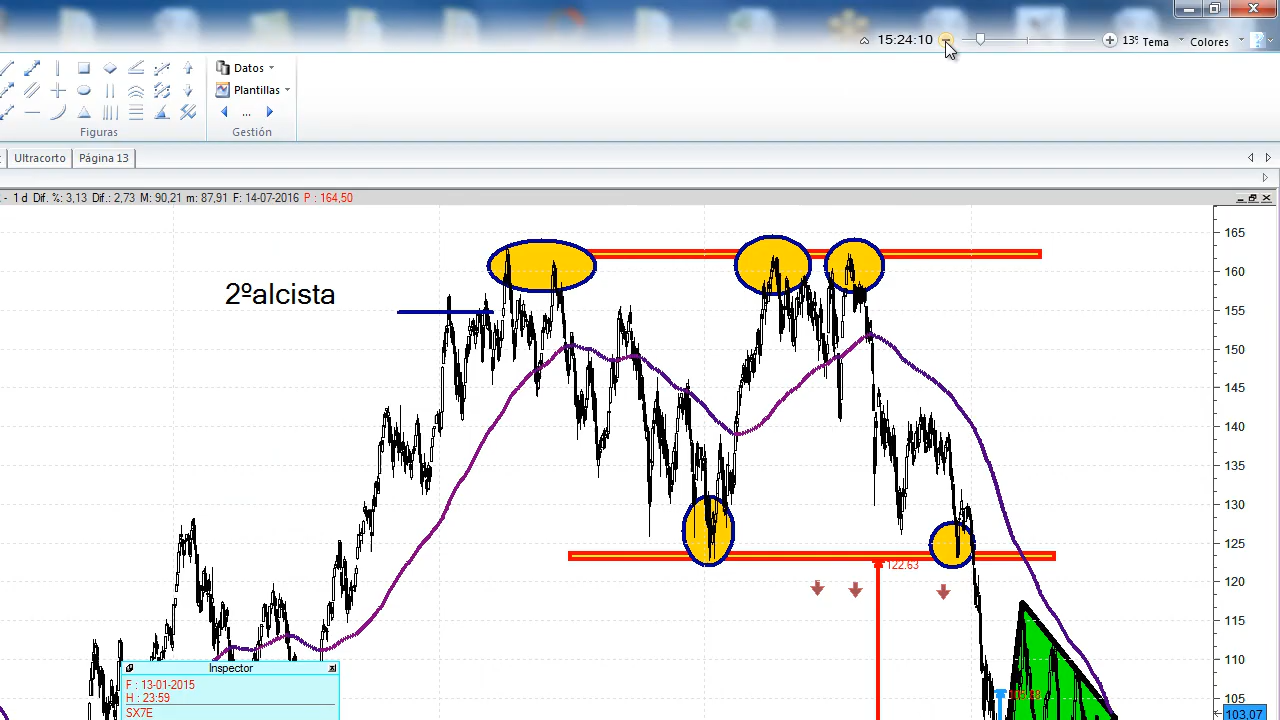 15:24:10
13%
Tema
Colores
Datos
Plantillas
...
Figuras
Gestión
Ultracorto
Página 13
- 1 d Dif. %: 3,13 Dif.: 2,73 M: 90,21 m: 87,91 F: 14-07-2016 P : 164,50
165
160
2ºalcista
155
150
145
140
135
130
125
122.63
120
115
110
105
103,07
Inspector
F : 13-01-2015
H : 23:59
SX7E